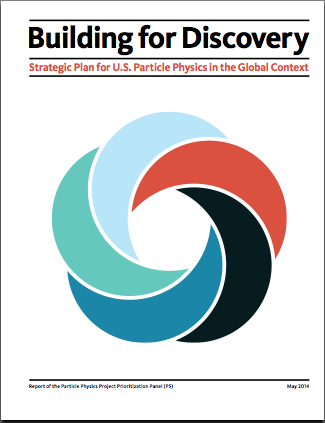 Building for Discovery
Strategic Plan for U.S. Particle Physics in the Global Context
Report of the Particle Physics Project Prioritization Panel (P5) May 2014